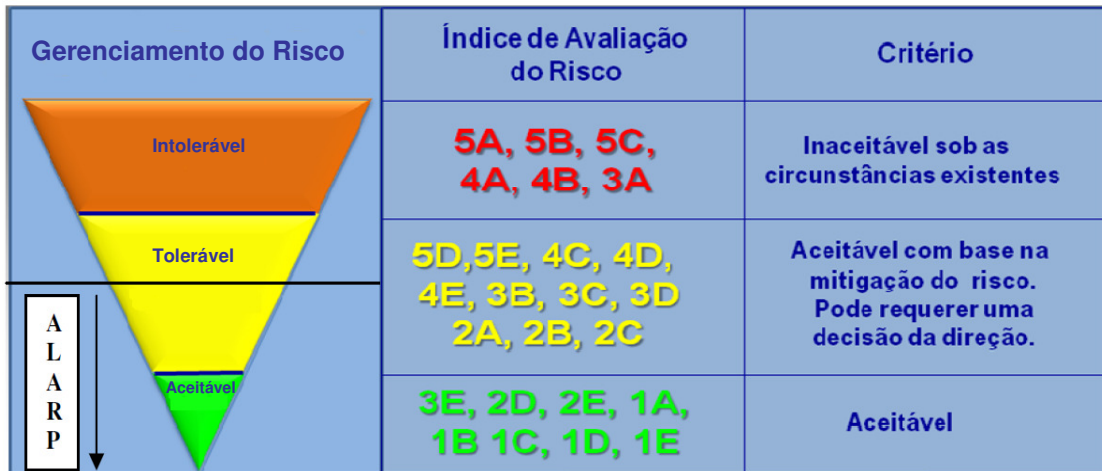 Gerenciamento do Risco
Índice de Avaliação
do Risco
Critério
Intolerável
5A, 5B, 5C,
4A, 4B, 3A
Inaceitável sob as
circunstâncias existentes
Tolerável
5D,5E, 4C, 4D,
4E, 3B, 3C, 3D
2A, 2B, 2C
Aceitável com base na
mitigação do risco.
Pode requerer uma
decisão da direção.
A
L
A
R
P
Aceitável
3E, 2D, 2E, 1A,
1B 1C, 1D, 1E
Aceitável